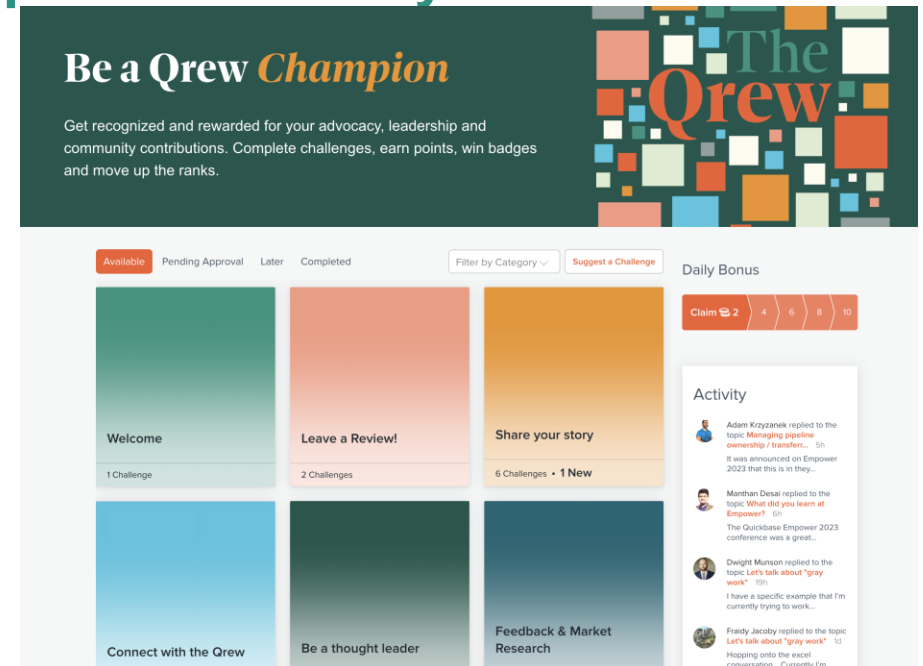 Be a Qrew Champion
The
Qrew
Get recognized and rewarded for your advocacy, leadership and
community contributions. Complete challenges, earn points, win badges
and move up the ranks.
Available
Pending Approval
Later
Completed
Filter by Category
Suggest a Challenge
Welcome
1 Challenge
Leave a Review!
2 Challenges
Share your story
6 Challenges • 1 New
Connect with the Qrew
Be a thought leader
Feedback & Market
Research
Daily Bonus
Claim 2
4
6
8
10
Activity
Adam Krzyzanek replied to the
topic Managing pipeline
ownership / transferr... 5h
It was announced on Empower
2023 that this is in they...
Manthan Desai replied to the
topic What did you learn at
Empower? 6h
The Quickbase Empower 2023
conference was a great...
Dwight Munson replied to the
topic Let's talk about "gray
work" 19h
I have a specific example that I'm
currently trying to work...
Fraidy Jacoby replied to the topic
Let's talk about "gray work" 1d
Hopping onto the excel
conversation... Currently I'm